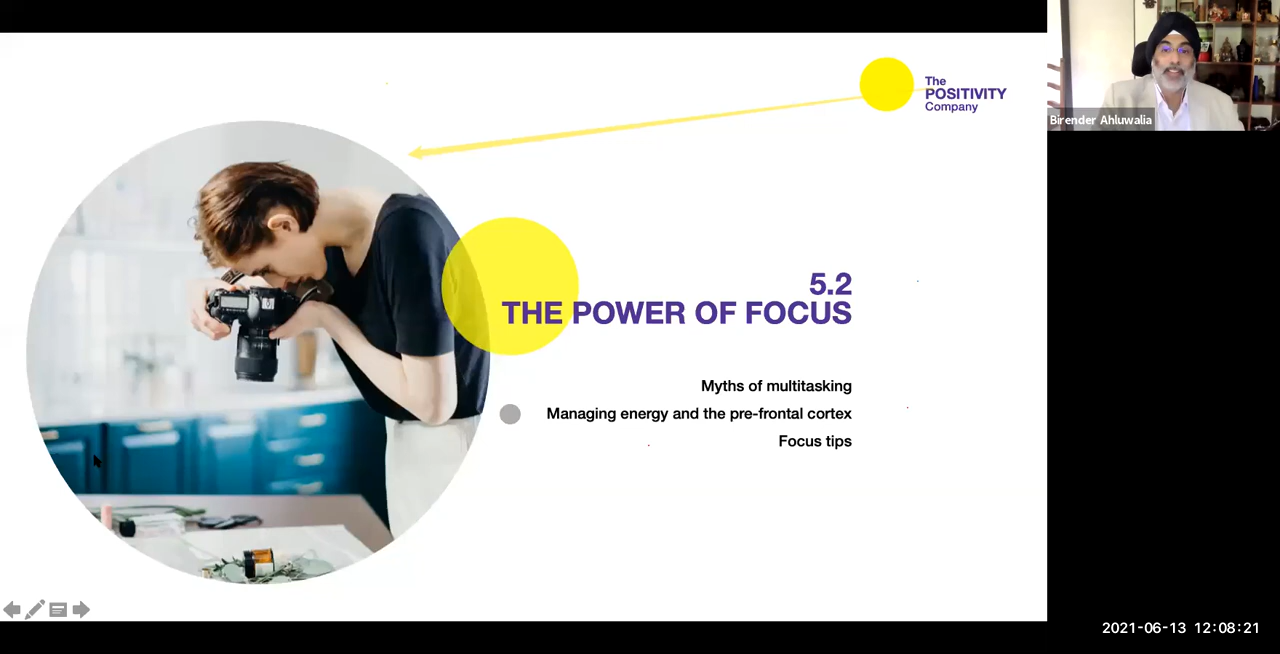 The
POSITIVITY
Company
Birender Ahluwalia
5.2
THE POWER OF FOCUS
Myths of multitasking
Managing energy and the pre-frontal cortex
Focus tips
2021-06-13 12:08:21